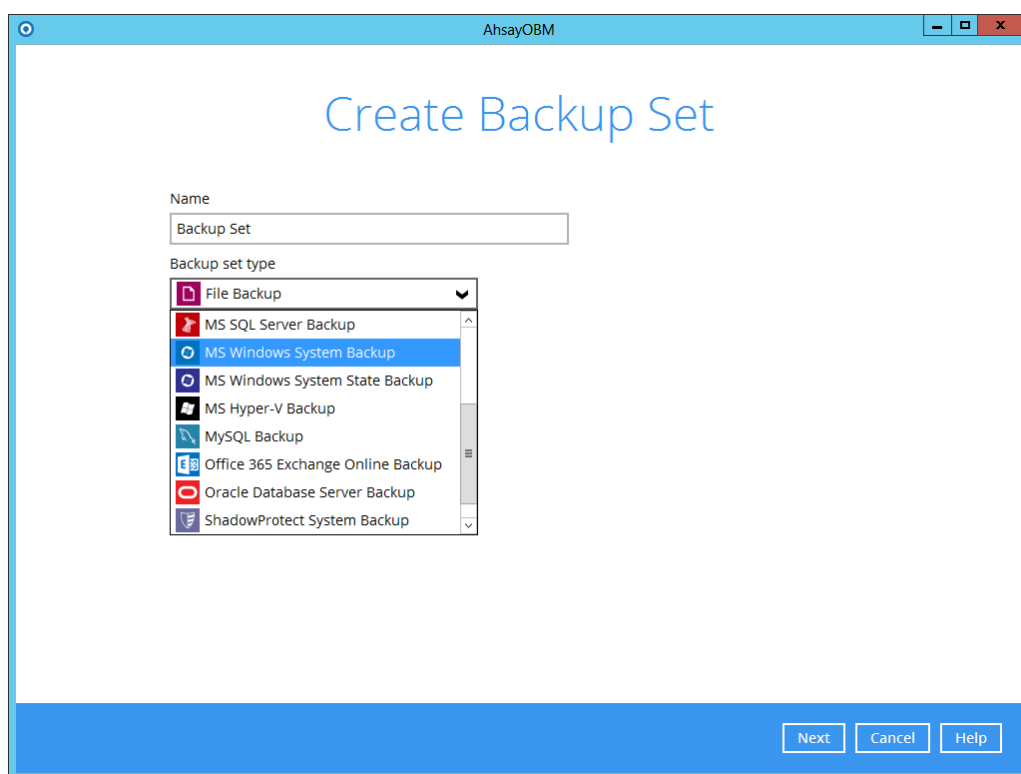 AhsayOBM
Create Backup Set
Name
Backup Set
Backup set type
File Backup
MS SQL Server Backup
MS Windows System Backup
MS Windows System State Backup
MS Hyper-V Backup
MySQL Backup
Office 365 Exchange Online Backup
Oracle Database Server Backup
ShadowProtect System Backup
Next Cancel Help